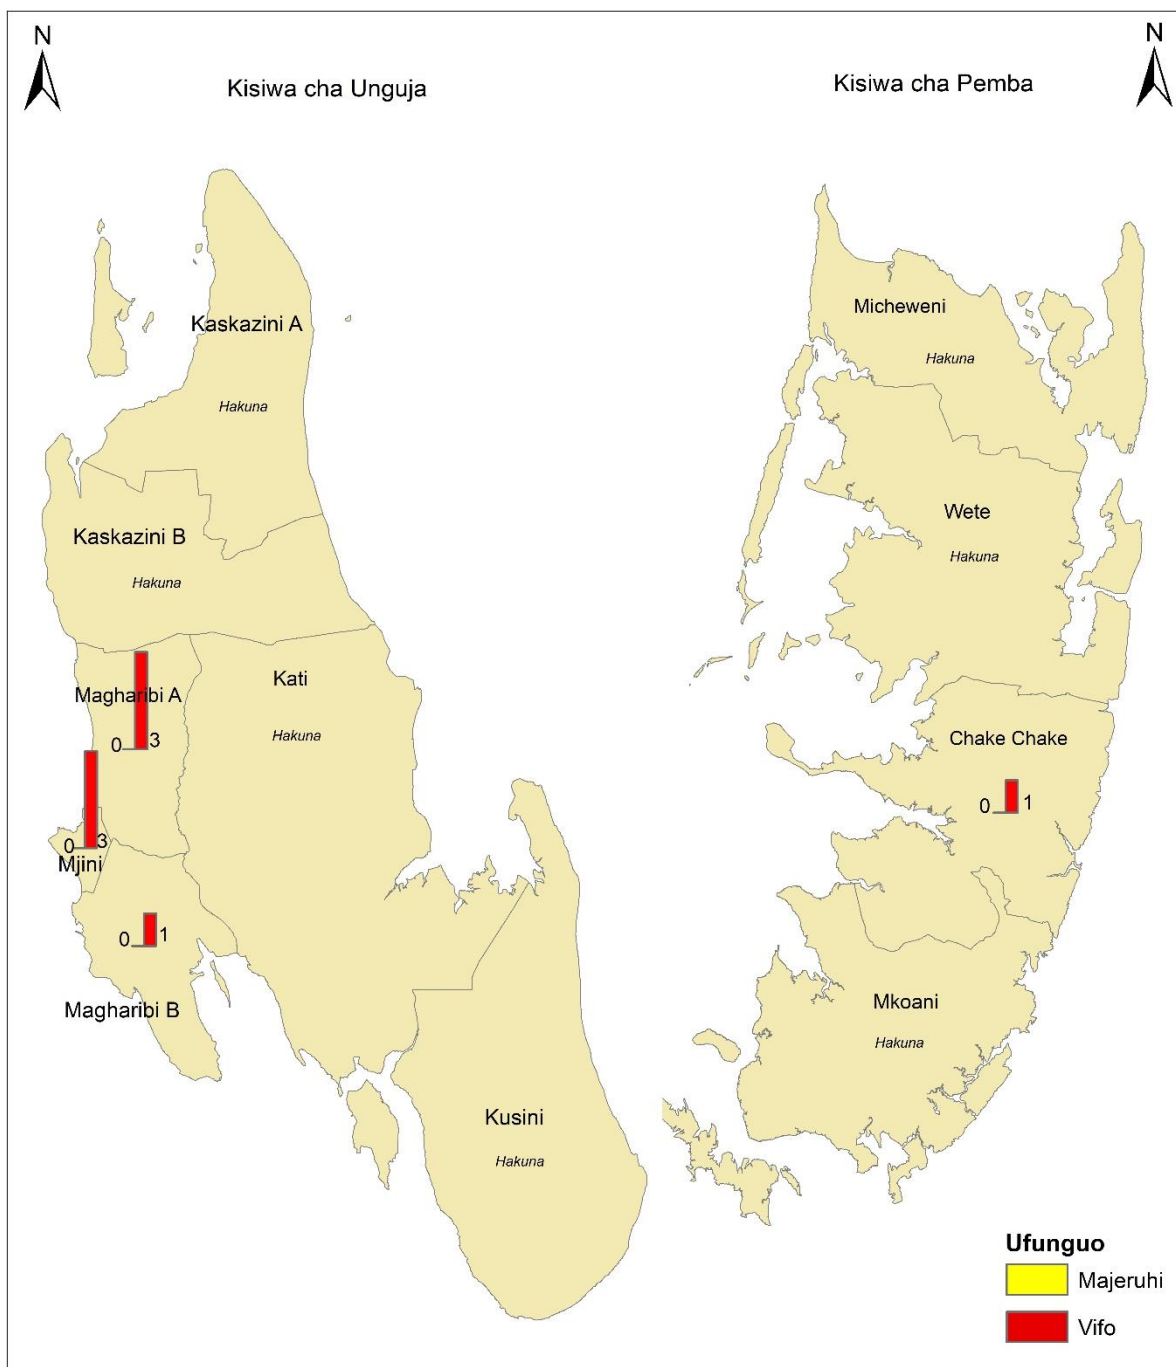 N
Kisiwa cha Unguja
Kaskazini A
Hakuna
Kaskazini B
Hakuna
Kati
Magharibi A
Hakuna
0 3
0 3
Mjini
0 1
Magharibi B
Kusini
Hakuna
N
Kisiwa cha Pemba
Micheweni
Hakuna
Wete
Hakuna
Chake Chake
0 1
Mkoani
Hakuna
Ufunguo
Majeruhi
Vifo